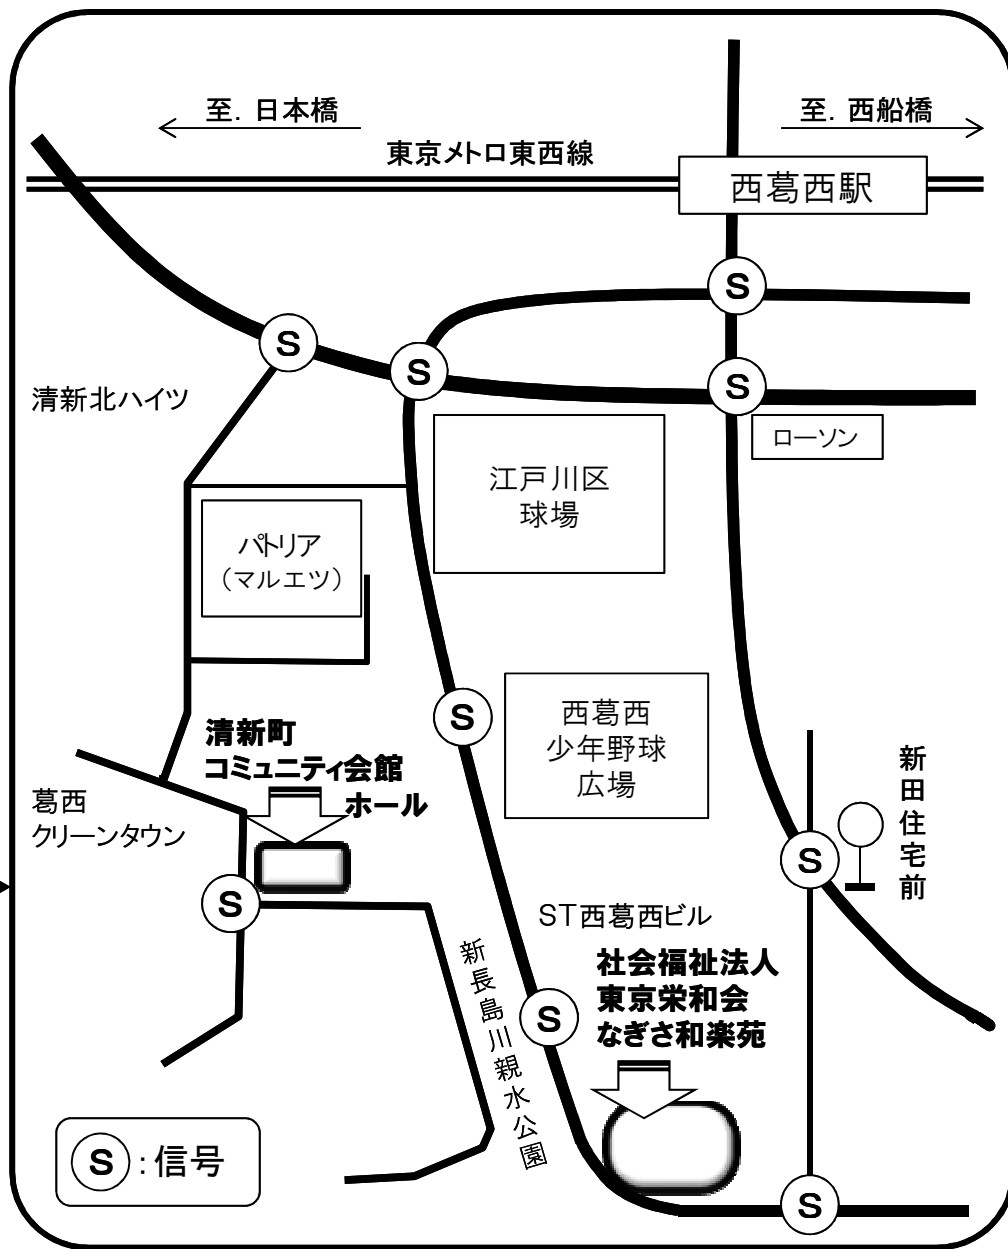 至．日本橋
至．西船橋
東京メトロ東西線
西葛西駅
S
S
S
S
清新北ハイツ
ローソン
江戸川区
球場
パトリア
（マルエツ）
S
西葛西
少年野球
広場
清新町
コミュニティ会館
ホール
葛西
クリーンタウン
新田住宅前
S
S
ST西葛西ビル
社会福祉法人
東京栄和会
なぎさ和楽苑
新長島川親水公園
S
S：信号
S